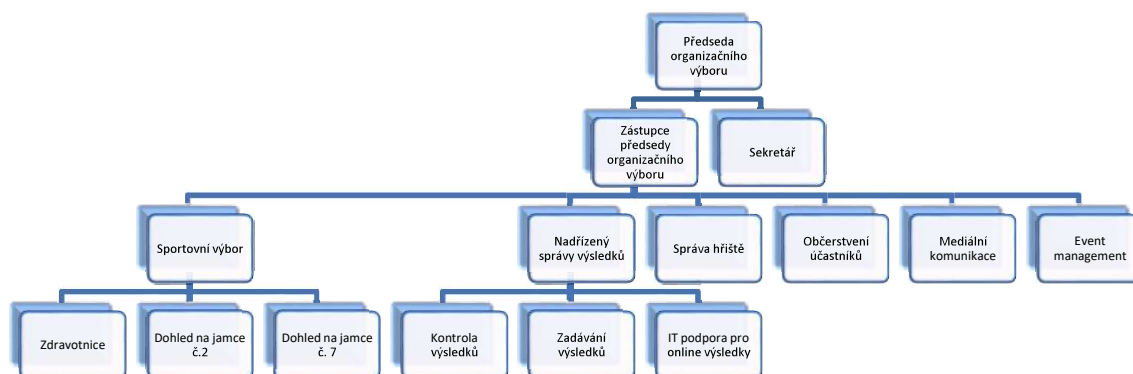 Předseda
organizačního
výboru
Zástupce
předsedy
organizačního
výboru
Sekretář
Sportovní výbor
Nadřízený
správy výsledků
Správa hřiště
Občerstvení
účastníků
Mediální
komunikace
Event
management
Zdravotnice
Dohled na jamce
č.2
Dohled na jamce
č. 7
Kontrola
výsledků
Zadávání
výsledků
IT podpora pro
online výsledky